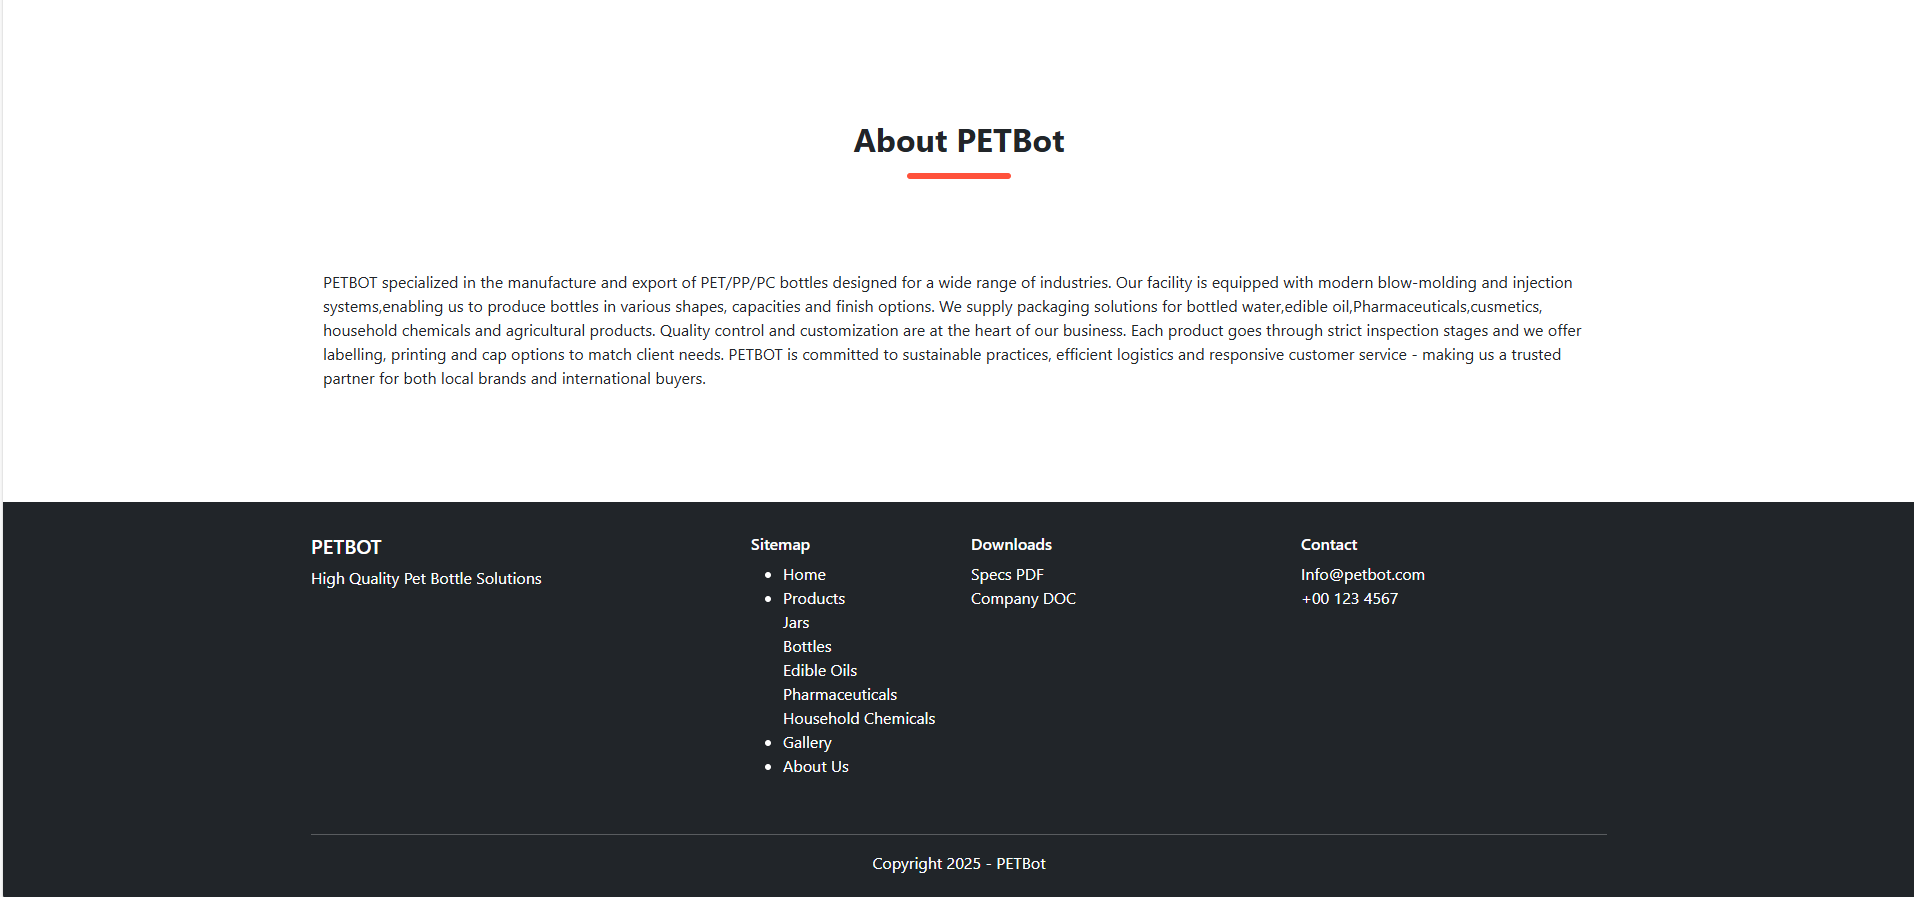 About PETBot
PETBOT specialized in the manufacture and export of PET/PP/PC bottles designed for a wide range of industries. Our facility is equipped with modern blow-molding and injection
systems,enabling us to produce bottles in various shapes, capacities and finish options. We supply packaging solutions for bottled water,edible oil,Pharmaceuticals,cusmetics,
household chemicals and agricultural products. Quality control and customization are at the heart of our business. Each product goes through strict inspection stages and we offer
labelling, printing and cap options to match client needs. PETBOT is committed to sustainable practices, efficient logistics and responsive customer service - making us a trusted
partner for both local brands and international buyers.
PETBOT
High Quality Pet Bottle Solutions
Sitemap
• Home
• Products
Jars
Bottles
Edible Oils
Pharmaceuticals
Household Chemicals
• Gallery
• About Us
Downloads
Specs PDF
Company DOC
Contact
Info@petbot.com
+00 123 4567
Copyright 2025 - PETBot